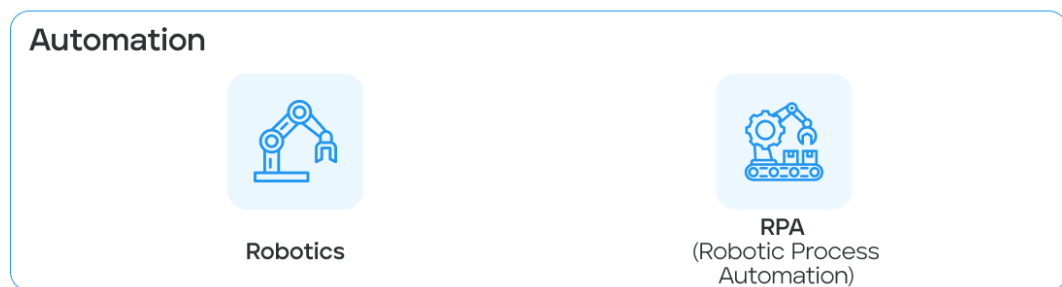 Automation
Robotics
RPA
(Robotic Process
Automation)